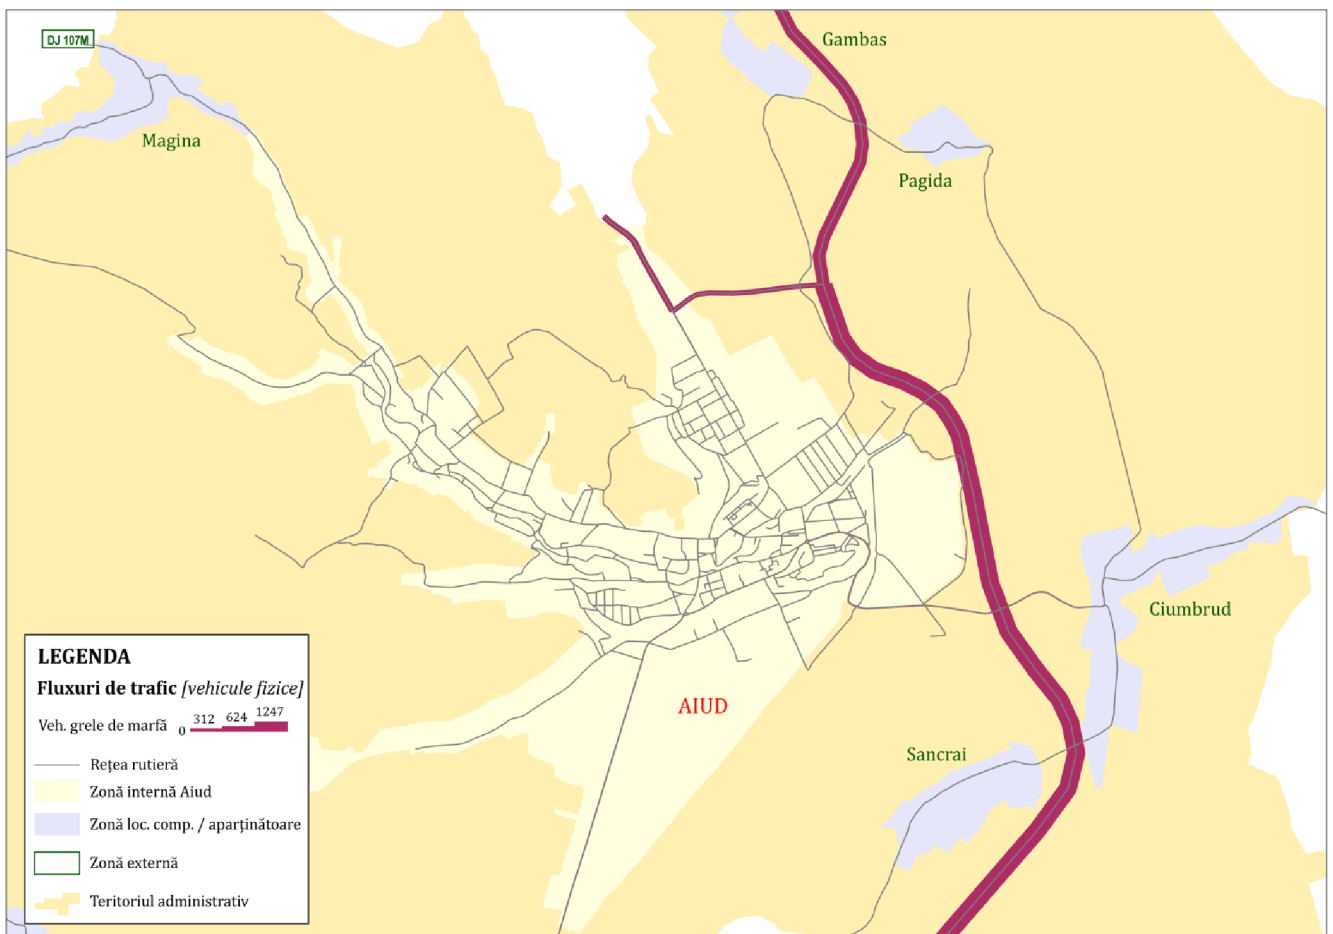 DJ 107M
Gambas
Magina
Pagida
Ciumbrud
AIUD
Sancrai
LEGENDA
Fluxuri de trafic [vehicule fizice]
Veh. grele de marfă 0 312 624 1247
Rețea rutieră
Zonă internă Aiud
Zonă loc. comp. / aparținătoare
Zonă externă
Teritoriul administrativ